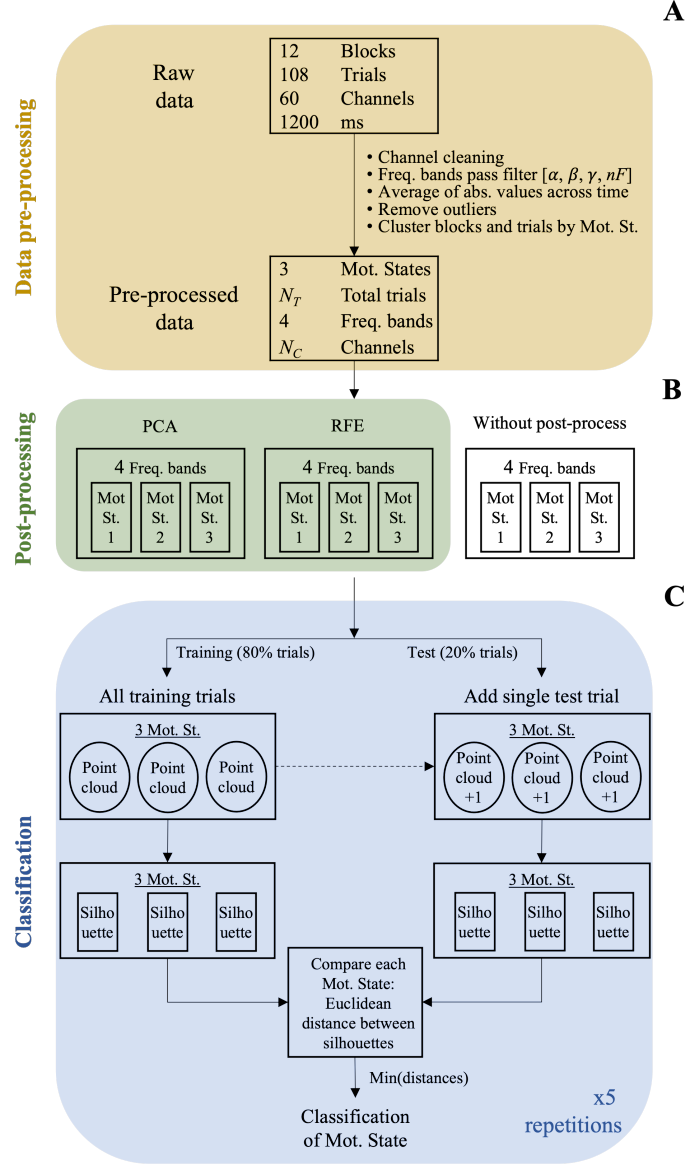 A
Data pre-processing
Raw
data
12 Blocks
108 Trials
60 Channels
1200 ms
• Channel cleaning
• Freq. bands pass filter [α, β, γ, nF]
• Average of abs. values across time
• Remove outliers
• Cluster blocks and trials by Mot. St.
Pre-processed
data
3 Mot. States
N_T Total trials
4 Freq. bands
N_C Channels
B
Post-processing
PCA
4 Freq. bands
Mot
St.
1
Mot
St.
2
Mot
St.
3
RFE
4 Freq. bands
Mot
St.
1
Mot
St.
2
Mot
St.
3
Without post-process
4 Freq. bands
Mot
St.
1
Mot
St.
2
Mot
St.
3
C
Classification
Training (80% trials)
Test (20% trials)
All training trials
3 Mot. St.
Point
cloud
Point
cloud
Point
cloud
Add single test trial
3 Mot. St.
Point
cloud
+1
Point
cloud
+1
Point
cloud
+1
3 Mot. St.
Silho
uette
Silho
uette
Silho
uette
3 Mot. St.
Silho
uette
Silho
uette
Silho
uette
Compare each
Mot. State:
Euclidean
distance between
silhouettes
Min(distances)
Classification
of Mot. State
x5
repetitions